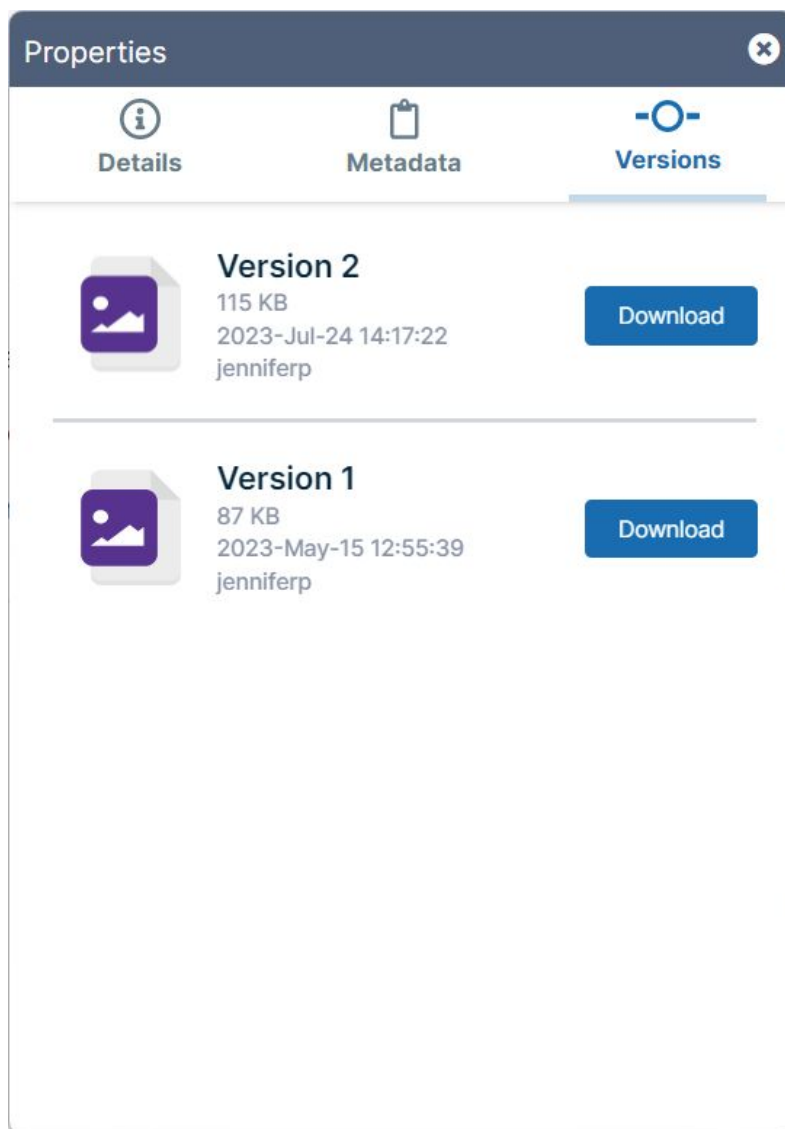 Properties
Details
Metadata
Versions
Version 2
115 KB
2023-Jul-24 14:17:22
jenniferp
Download
Version 1
87 KB
2023-May-15 12:55:39
jenniferp
Download